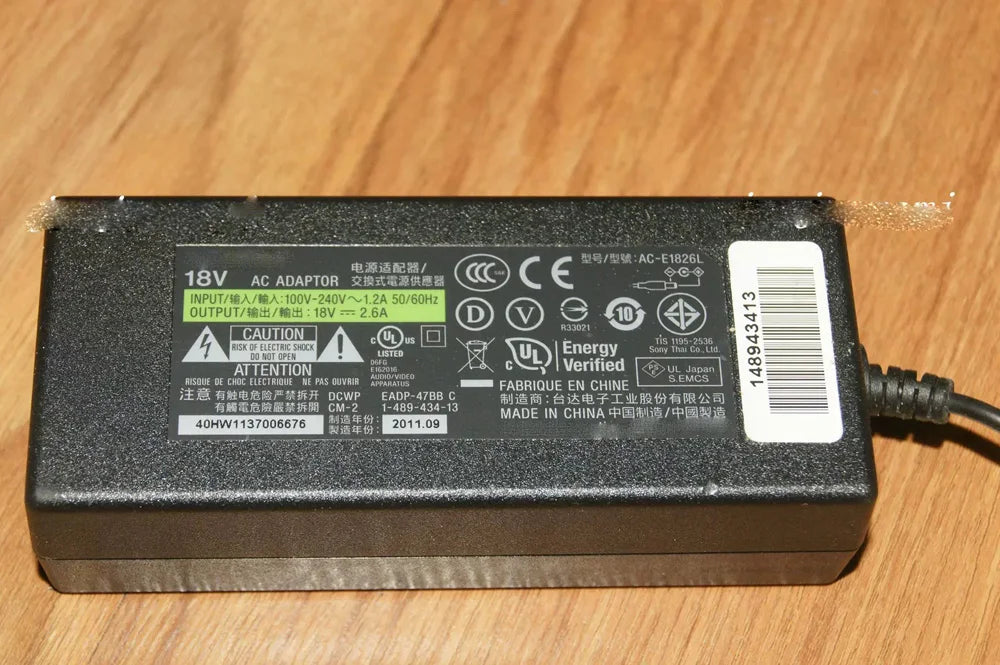 18V AC ADAPTOR 电源适配器/
交換式電源供應器
INPUT/输入/輸入:100V-240V～1.2A 50/60Hz
OUTPUT/输出/輸出:18V ⎓ 2.6A
CAUTION
RISK OF ELECTRIC SHOCK
DO NOT OPEN
ATTENTION
RISQUE DE CHOC ELECTRIQUE NE PAS OUVRIR
注意 有触电危险严禁拆开
有觸電危險嚴禁拆開
40HW1137006676
c UL US
LISTED
D6FG
E162016
AUDIO/VIDEO
APPARATUS
DCWP EADP-47BB C
CM-2 1-489-434-13
制造年份:
製造年份:
2011.09
CCC S&E CE
型号/型號:AC-E1826L
D V
R33021
10
TIS 1195-2536
Sony Thai Co.,Ltd.
c UL Energy
Verified
PS E UL Japan
S.EMCS
FABRIQUE EN CHINE
制造商:台达电子工业股份有限公司
MADE IN CHINA 中国制造/中國製造
148943413